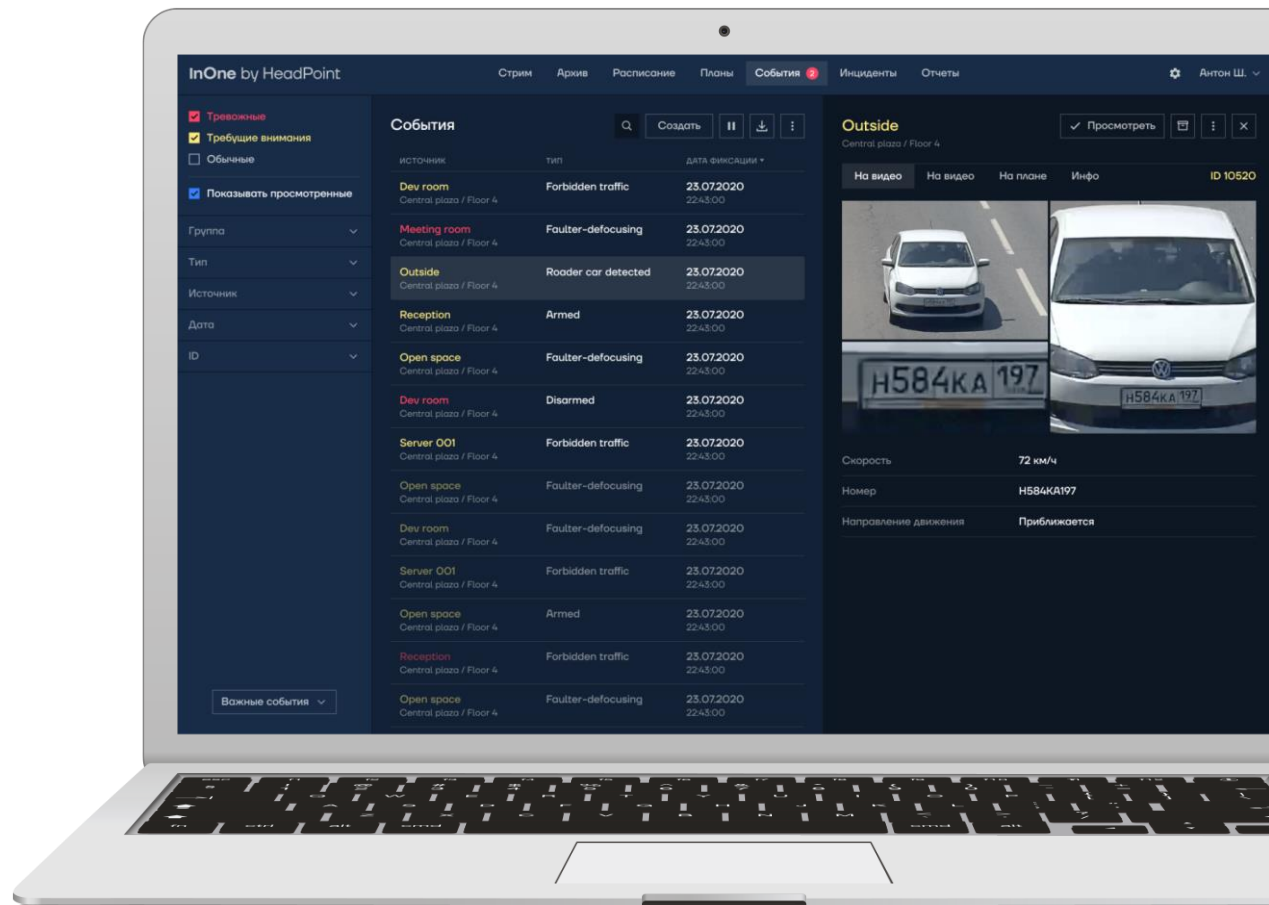 InOne by HeadPoint
Стрим
Архив
Расписание
Планы
События 2
Инциденты
Отчеты
Антон Ш.
Тревожные
Требущие внимания
Обычные
Показывать просмотренные
Группа
Тип
Источник
Дата
ID
Важные события
События
Создать
ИСТОЧНИК ТИП ДАТА ФИКСАЦИИ
Dev room Forbidden traffic 23.07.2020
Central plaza / Floor 4 22:43:00
Meeting room Faulter-defocusing 23.07.2020
Central plaza / Floor 4 22:43:00
Outside Roader car detected 23.07.2020
Central plaza / Floor 4 22:43:00
Reception Armed 23.07.2020
Central plaza / Floor 4 22:43:00
Open space Faulter-defocusing 23.07.2020
Central plaza / Floor 4 22:43:00
Dev room Disarmed 23.07.2020
Central plaza / Floor 4 22:43:00
Server 001 Forbidden traffic 23.07.2020
Central plaza / Floor 4 22:43:00
Open space Faulter-defocusing 23.07.2020
Central plaza / Floor 4 22:43:00
Dev room Faulter-defocusing 23.07.2020
Central plaza / Floor 4 22:43:00
Server 001 Forbidden traffic 23.07.2020
Central plaza / Floor 4 22:43:00
Open space Armed 23.07.2020
Central plaza / Floor 4 22:43:00
Reception Forbidden traffic 23.07.2020
Central plaza / Floor 4 22:43:00
Open space Faulter-defocusing 23.07.2020
Central plaza / Floor 4 22:43:00
Outside
Central plaza / Floor 4
Просмотреть
На видео На видео На плане Инфо ID 10520
Н584КА 197
Н584КА 197
Скорость 72 км/ч
Номер Н584КА197
Направление движения Приближается